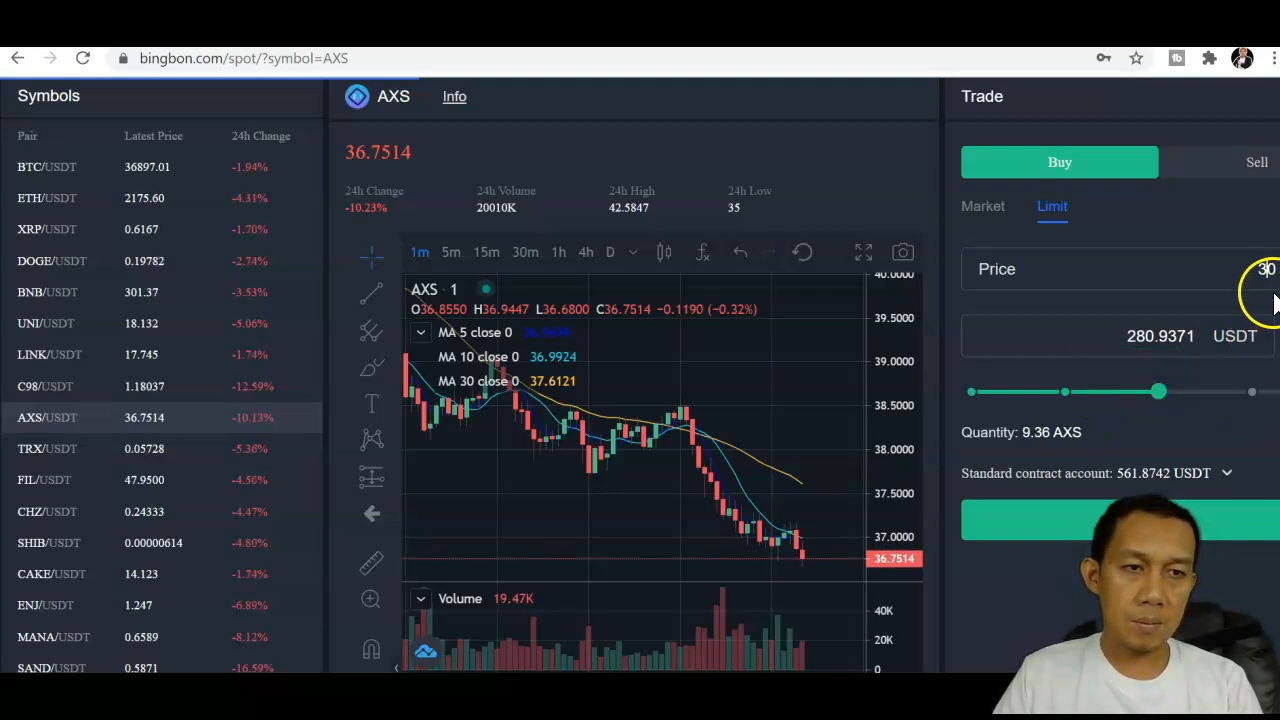 bingbon.com/spot/?symbol=AXS
Symbols
Pair Latest Price 24h Change
BTC/USDT 36897.01 -1.94%
ETH/USDT 2175.60 -4.31%
XRP/USDT 0.6167 -1.70%
DOGE/USDT 0.19782 -2.74%
BNB/USDT 301.37 -3.53%
UNI/USDT 18.132 -5.06%
LINK/USDT 17.745 -1.74%
C98/USDT 1.18037 -12.59%
AXS/USDT 36.7514 -10.13%
TRX/USDT 0.05728 -5.36%
FIL/USDT 47.9500 -4.50%
CHZ/USDT 0.24333 -4.47%
SHIB/USDT 0.00000614 -4.80%
CAKE/USDT 14.123 -1.74%
ENJ/USDT 1.247 -6.89%
MANA/USDT 0.6589 -8.12%
SAND/USDT 0.5871 -16.59%
AXS Info
36.7514
24h Change 24h Volume 24h High 24h Low
-10.23% 20010K 42.5847 35
1m 5m 15m 30m 1h 4h D
AXS · 1
O36.8550 H36.9447 L36.6800 C36.7514 -0.1190 (-0.32%)
MA 5 close 0
MA 10 close 0 36.9924
MA 30 close 0 37.6121
40.0000
39.5000
39.0000
38.5000
38.0000
37.5000
37.0000
36.7514
Volume 19.47K
40K
20K
0
Trade
Buy Sell
Market Limit
Price 30
280.9371 USDT
Quantity: 9.36 AXS
Standard contract account: 561.8742 USDT